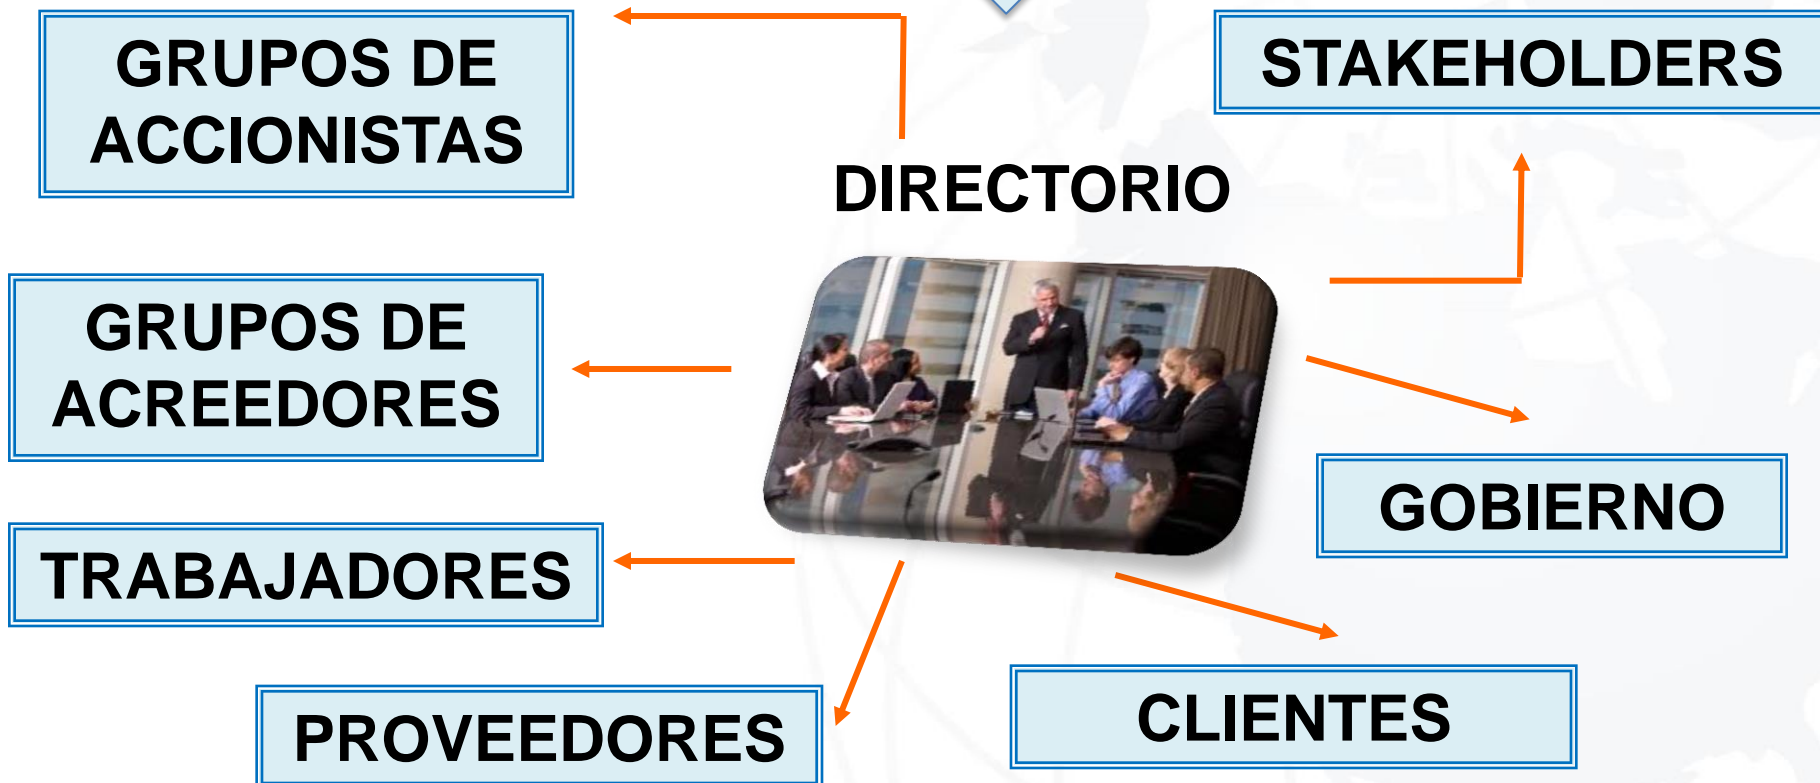 GRUPOS DE
ACCIONISTAS
STAKEHOLDERS
DIRECTORIO
GRUPOS DE
ACREEDORES
GOBIERNO
TRABAJADORES
PROVEEDORES
CLIENTES